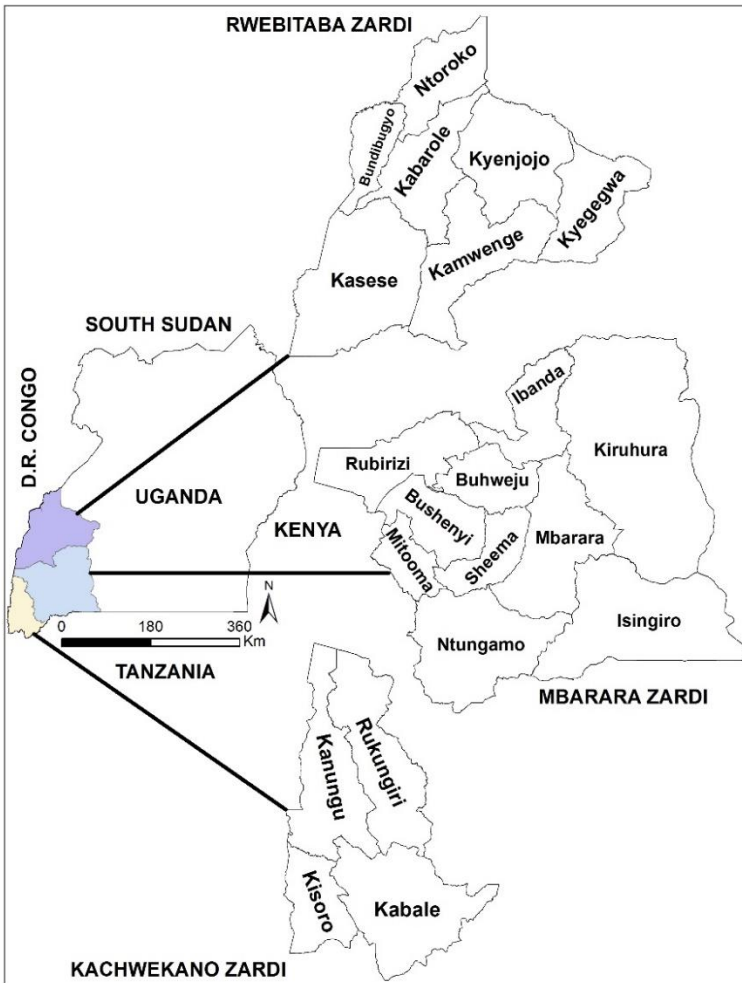 RWEBITABA ZARDI
Ntoroko
Bundibugyo
Kabarole
Kyenjojo
Kyegegwa
Kamwenge
Kasese
SOUTH SUDAN
D.R. CONGO
UGANDA
KENYA
N
0 180 360
Km
TANZANIA
Ibanda
Kiruhura
Rubirizi
Buhweju
Bushenyi
Mitooma
Sheema
Mbarara
Isingiro
Ntungamo
MBARARA ZARDI
Kanungu
Rukungiri
Kisoro
Kabale
KACHWEKANO ZARDI